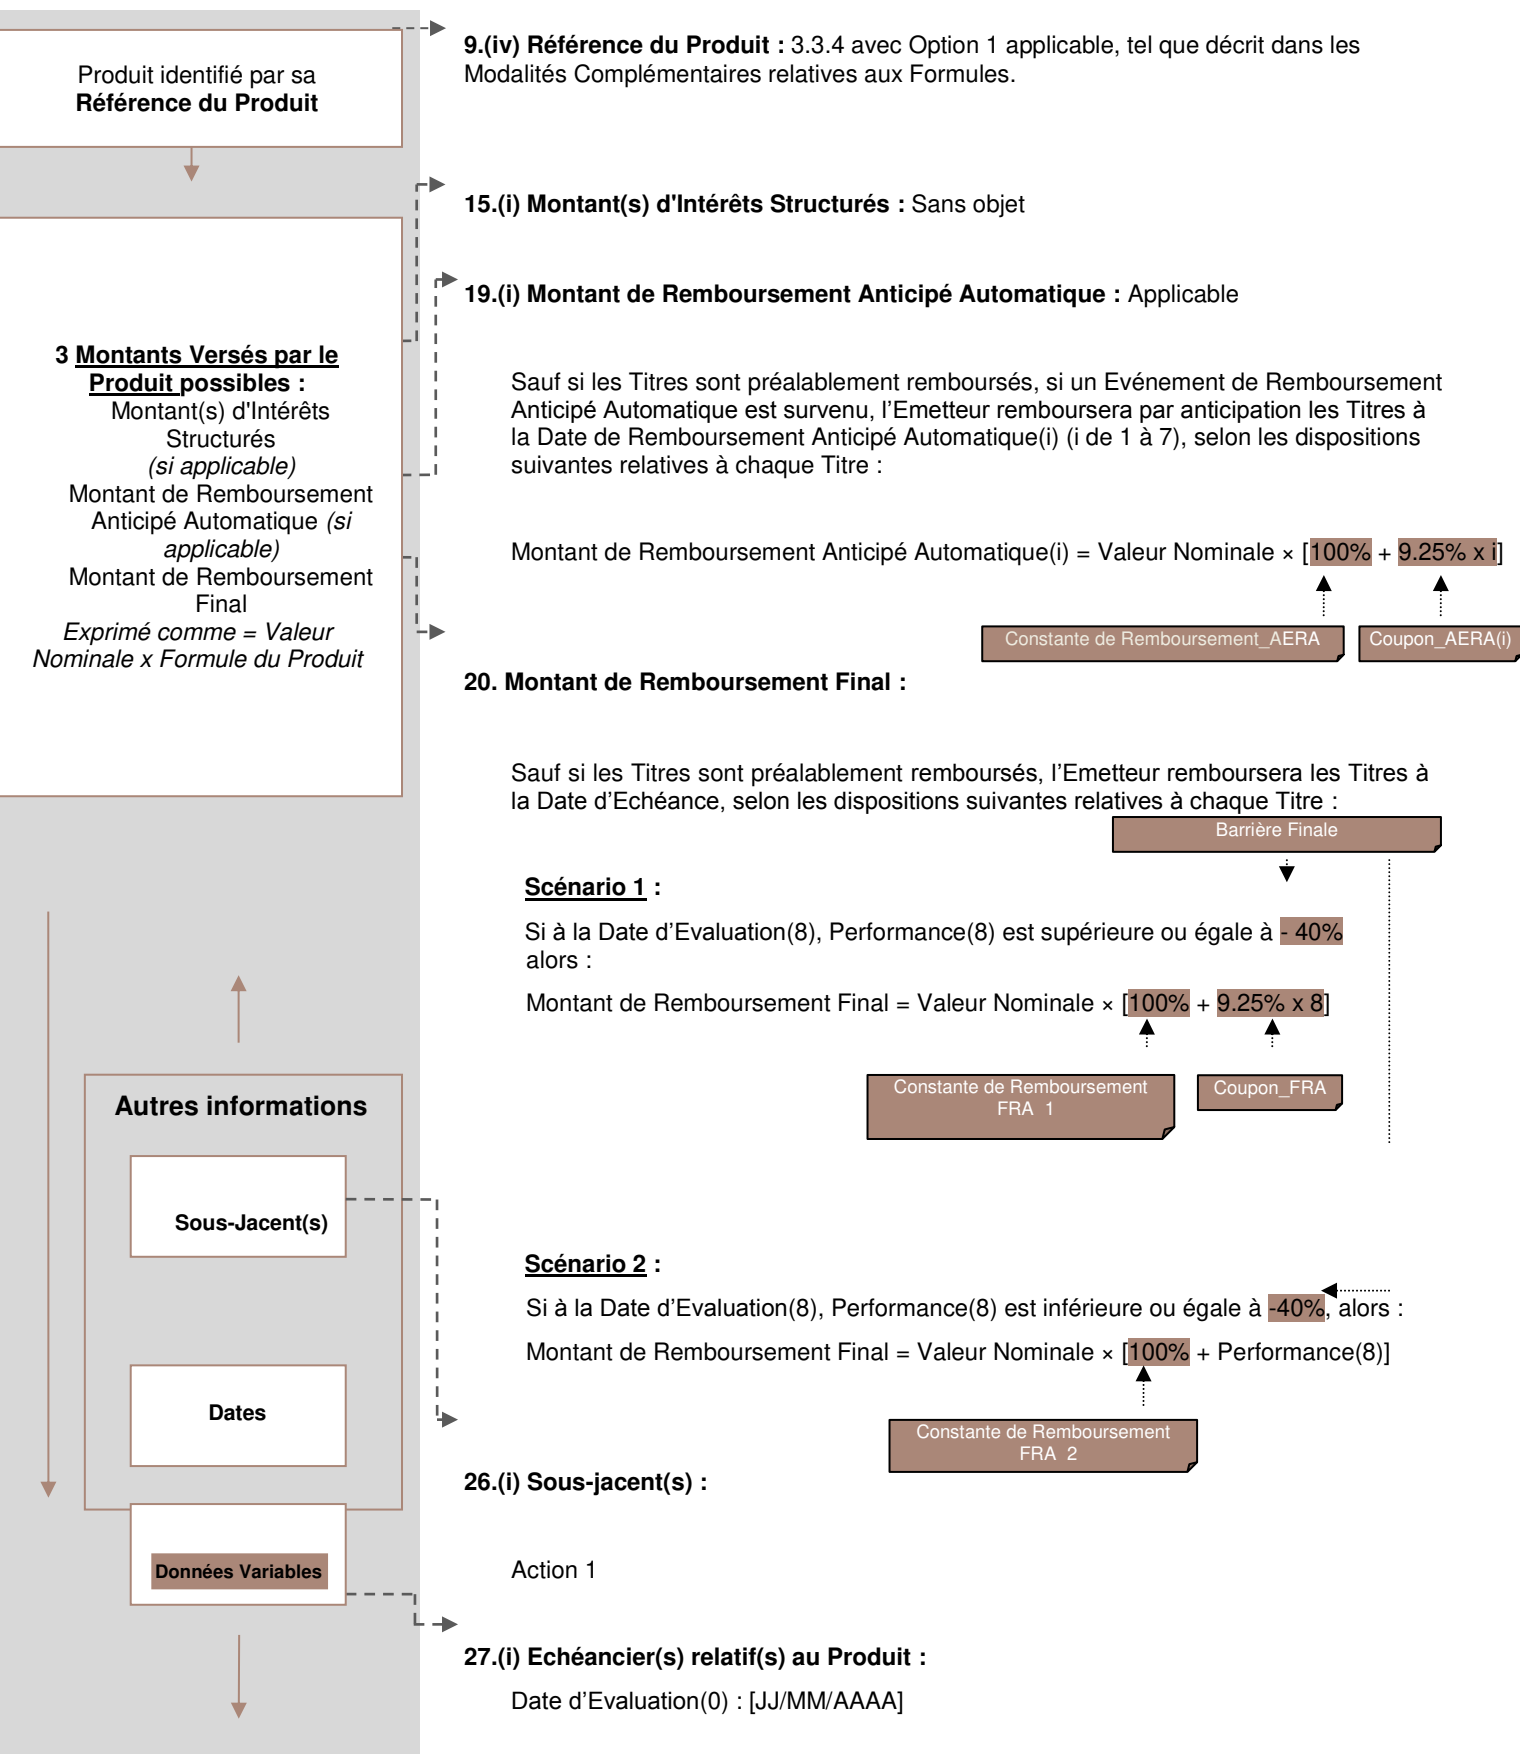 Produit identifié par sa
Référence du Produit
3 Montants Versés par le
Produit possibles :
Montant(s) d'Intérêts
Structurés
(si applicable)
Montant de Remboursement
Anticipé Automatique (si
applicable)
Montant de Remboursement
Final
Exprimé comme = Valeur
Nominale x Formule du Produit
Autres informations
Sous-Jacent(s)
Dates
Données Variables
9.(iv) Référence du Produit : 3.3.4 avec Option 1 applicable, tel que décrit dans les
Modalités Complémentaires relatives aux Formules.
15.(i) Montant(s) d'Intérêts Structurés : Sans objet
19.(i) Montant de Remboursement Anticipé Automatique : Applicable
Sauf si les Titres sont préalablement remboursés, si un Evénement de Remboursement
Anticipé Automatique est survenu, l’Emetteur remboursera par anticipation les Titres à
la Date de Remboursement Anticipé Automatique(i) (i de 1 à 7), selon les dispositions
suivantes relatives à chaque Titre :
Montant de Remboursement Anticipé Automatique(i) = Valeur Nominale × [100% + 9.25% x i]
Constante de Remboursement_AERA
Coupon_AERA(i)
20. Montant de Remboursement Final :
Sauf si les Titres sont préalablement remboursés, l’Emetteur remboursera les Titres à
la Date d’Echéance, selon les dispositions suivantes relatives à chaque Titre :
Barrière Finale
Scénario 1 :
Si à la Date d’Evaluation(8), Performance(8) est supérieure ou égale à - 40%
alors :
Montant de Remboursement Final = Valeur Nominale × [100% + 9.25% x 8]
Constante de Remboursement
FRA 1
Coupon_FRA
Scénario 2 :
Si à la Date d’Evaluation(8), Performance(8) est inférieure ou égale à -40%, alors :
Montant de Remboursement Final = Valeur Nominale × [100% + Performance(8)]
Constante de Remboursement
FRA 2
26.(i) Sous-jacent(s) :
Action 1
27.(i) Echéancier(s) relatif(s) au Produit :
Date d’Evaluation(0) : [JJ/MM/AAAA]